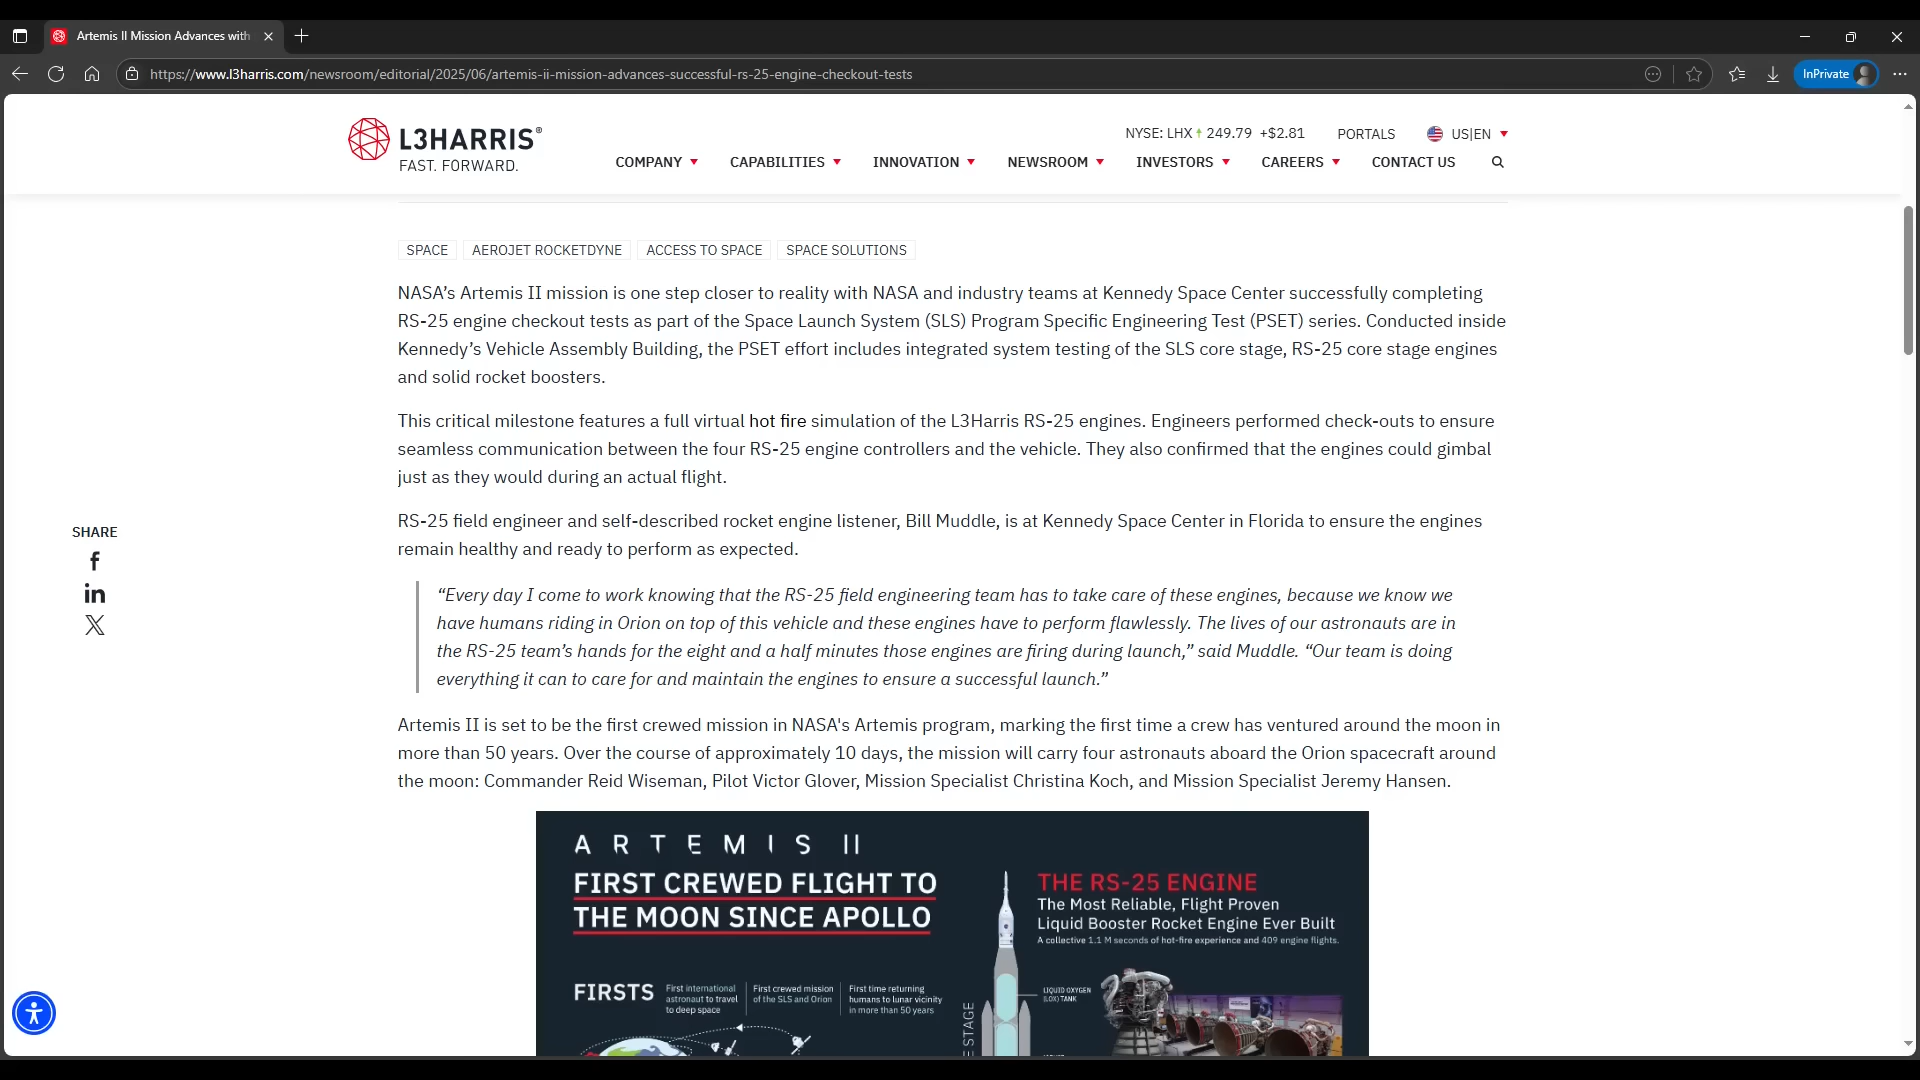 Artemis II Mission Advances with
https://www.l3harris.com/newsroom/editorial/2025/06/artemis-ii-mission-advances-successful-rs-25-engine-checkout-tests
InPrivate
L3HARRIS®
FAST. FORWARD.
NYSE: LHX 249.79 +$2.81 PORTALS US|EN
COMPANY CAPABILITIES INNOVATION NEWSROOM INVESTORS CAREERS CONTACT US
SPACE AEROJET ROCKETDYNE ACCESS TO SPACE SPACE SOLUTIONS
NASA’s Artemis II mission is one step closer to reality with NASA and industry teams at Kennedy Space Center successfully completing
RS-25 engine checkout tests as part of the Space Launch System (SLS) Program Specific Engineering Test (PSET) series. Conducted inside
Kennedy’s Vehicle Assembly Building, the PSET effort includes integrated system testing of the SLS core stage, RS-25 core stage engines
and solid rocket boosters.
This critical milestone features a full virtual hot fire simulation of the L3Harris RS-25 engines. Engineers performed check-outs to ensure
seamless communication between the four RS-25 engine controllers and the vehicle. They also confirmed that the engines could gimbal
just as they would during an actual flight.
RS-25 field engineer and self-described rocket engine listener, Bill Muddle, is at Kennedy Space Center in Florida to ensure the engines
remain healthy and ready to perform as expected.
SHARE
“Every day I come to work knowing that the RS-25 field engineering team has to take care of these engines, because we know we
have humans riding in Orion on top of this vehicle and these engines have to perform flawlessly. The lives of our astronauts are in
the RS-25 team’s hands for the eight and a half minutes those engines are firing during launch,” said Muddle. “Our team is doing
everything it can to care for and maintain the engines to ensure a successful launch.”
Artemis II is set to be the first crewed mission in NASA's Artemis program, marking the first time a crew has ventured around the moon in
more than 50 years. Over the course of approximately 10 days, the mission will carry four astronauts aboard the Orion spacecraft around
the moon: Commander Reid Wiseman, Pilot Victor Glover, Mission Specialist Christina Koch, and Mission Specialist Jeremy Hansen.
ARTEMIS II
FIRST CREWED FLIGHT TO
THE MOON SINCE APOLLO
THE RS-25 ENGINE
The Most Reliable, Flight Proven
Liquid Booster Rocket Engine Ever Built
A collective 1.1 M seconds of hot-fire experience and 409 engine flights.
FIRSTS
First international
astronaut to travel
to deep space
First crewed mission
of the SLS and Orion
First time returning
humans to lunar vicinity
in more than 50 years
LIQUID OXYGEN
(LOX) TANK
STAGE